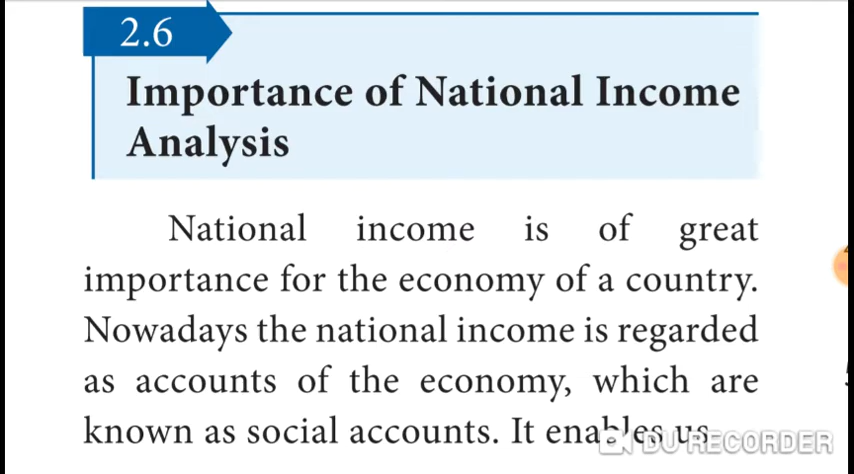 2.6
Importance of National Income
Analysis
National income is of great
importance for the economy of a country.
Nowadays the national income is regarded
as accounts of the economy, which are
known as social accounts. It enables us
DU RECORDER